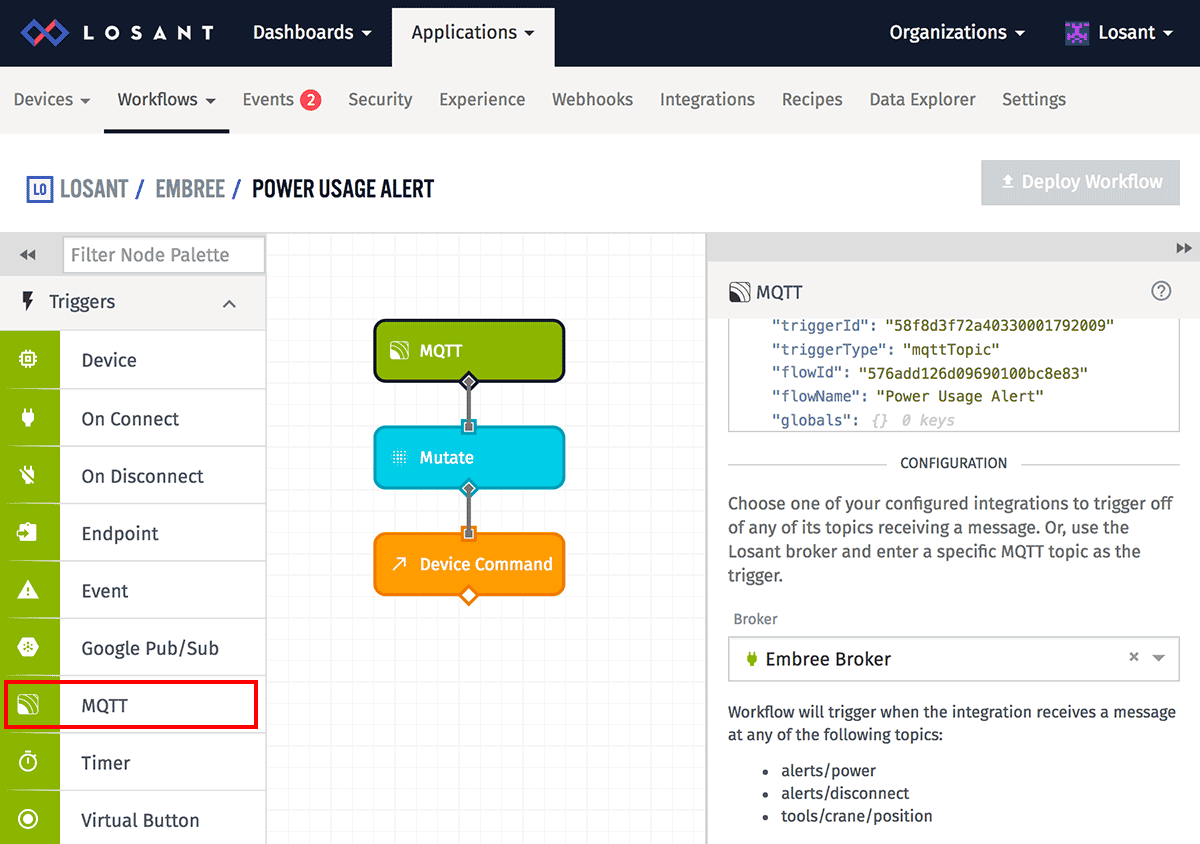 LOSANT Dashboards Applications Organizations Losant
Devices Workflows Events 2 Security Experience Webhooks Integrations Recipes Data Explorer Settings
LO LOSANT / EMBREE / POWER USAGE ALERT
Deploy Workflow
Filter Node Palette
Triggers
Device
On Connect
On Disconnect
Endpoint
Event
Google Pub/Sub
MQTT
Timer
Virtual Button
MQTT
Mutate
Device Command
MQTT ?
"triggerId": "58f8d3f72a40330001792009"
"triggerType": "mqttTopic"
"flowId": "576add126d09690100bc8e83"
"flowName": "Power Usage Alert"
"globals": {} 0 keys
CONFIGURATION
Choose one of your configured integrations to trigger off
of any of its topics receiving a message. Or, use the
Losant broker and enter a specific MQTT topic as the
trigger.
Broker
Embree Broker ×
Workflow will trigger when the integration receives a message
at any of the following topics:
• alerts/power
• alerts/disconnect
• tools/crane/position